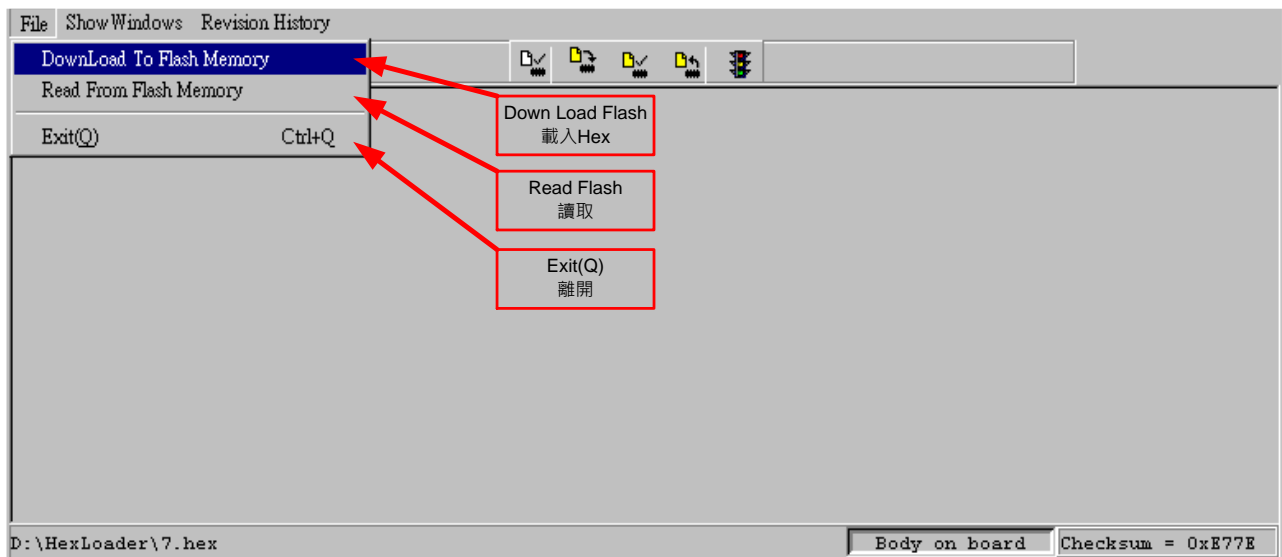 File Show Windows Revision History
DownLoad To Flash Memory
Read From Flash Memory
Exit(Q) Ctrl+Q
Down Load Flash
載入Hex
Read Flash
讀取
Exit(Q)
離開
D:\HexLoader\7.hex
Body on board
Checksum = 0xE77E